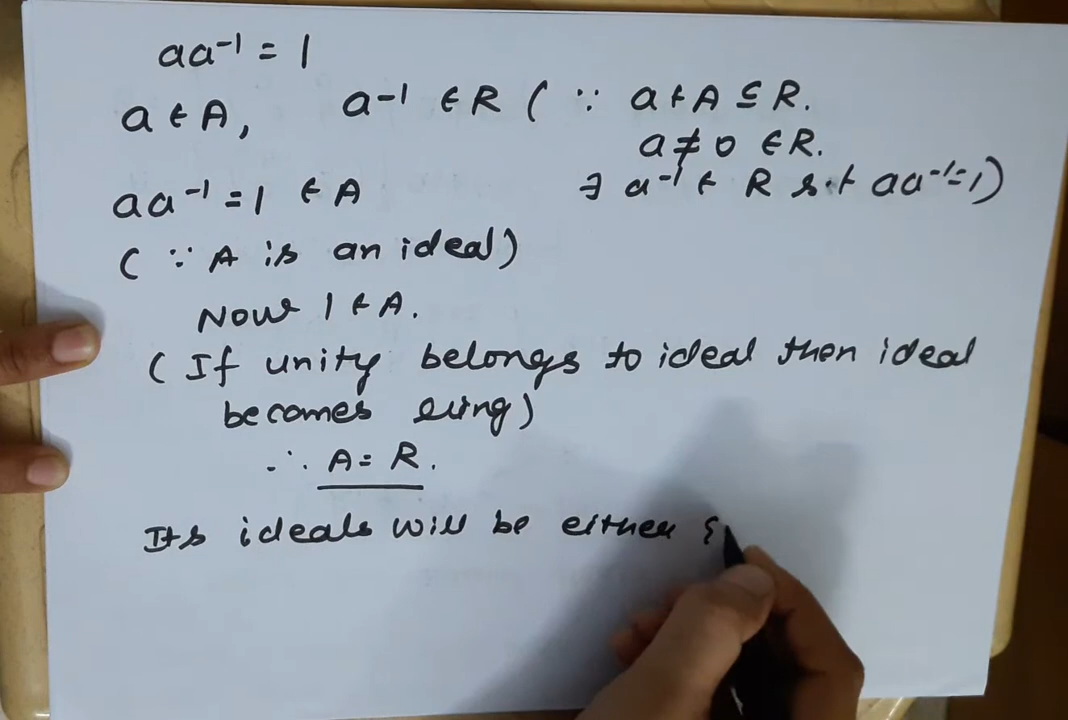 aa⁻¹ = 1
a ∈ A, a⁻¹ ∈ R ( ∵ a ∈ A ⊆ R.
a ≠ 0 ∈ R.
aa⁻¹ = 1 ∈ A ∃ a⁻¹ ∈ R s.t aa⁻¹=1)
( ∵ A is an ideal)
Now 1 ∈ A.
( If unity belongs to ideal then ideal
becomes ring)
∴ A = R.
Its ideals will be either {